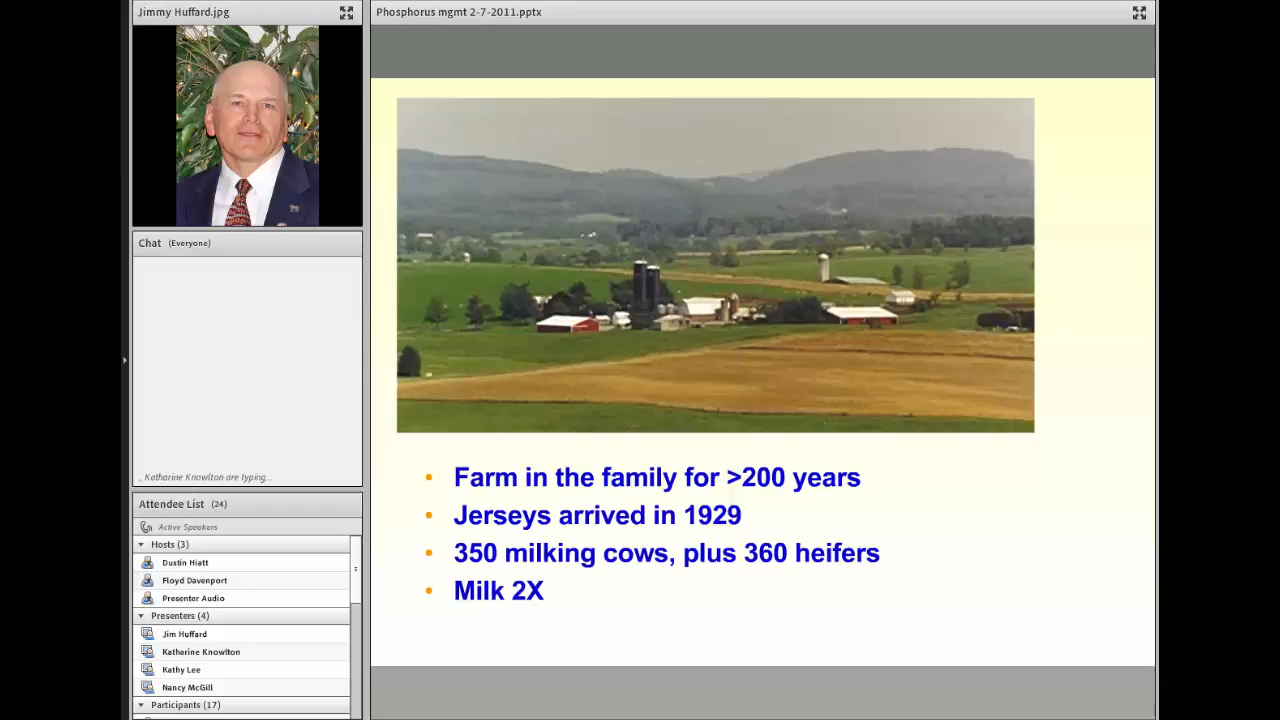 Jimmy Huffard.jpg
Phosphorus mgmt 2-7-2011.pptx
Chat (Everyone)
, Katharine Knowlton are typing...
Attendee List (24)
Active Speakers
Hosts (3)
Dustin Hiatt
Floyd Davenport
Presenter Audio
Presenters (4)
Jim Huffard
Katharine Knowlton
Kathy Lee
Nancy McGill
Participants (17)
• Farm in the family for >200 years
• Jerseys arrived in 1929
• 350 milking cows, plus 360 heifers
• Milk 2X